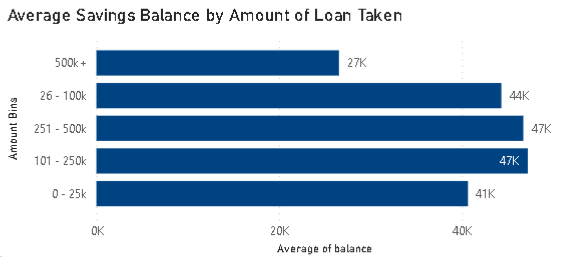 Average Savings Balance by Amount of Loan Taken
Amount Bins
500k+ 27K
26 - 100k 44K
251 - 500k 47K
101 - 250k 47K
0 - 25k 41K
0K 20K 40K
Average of balance